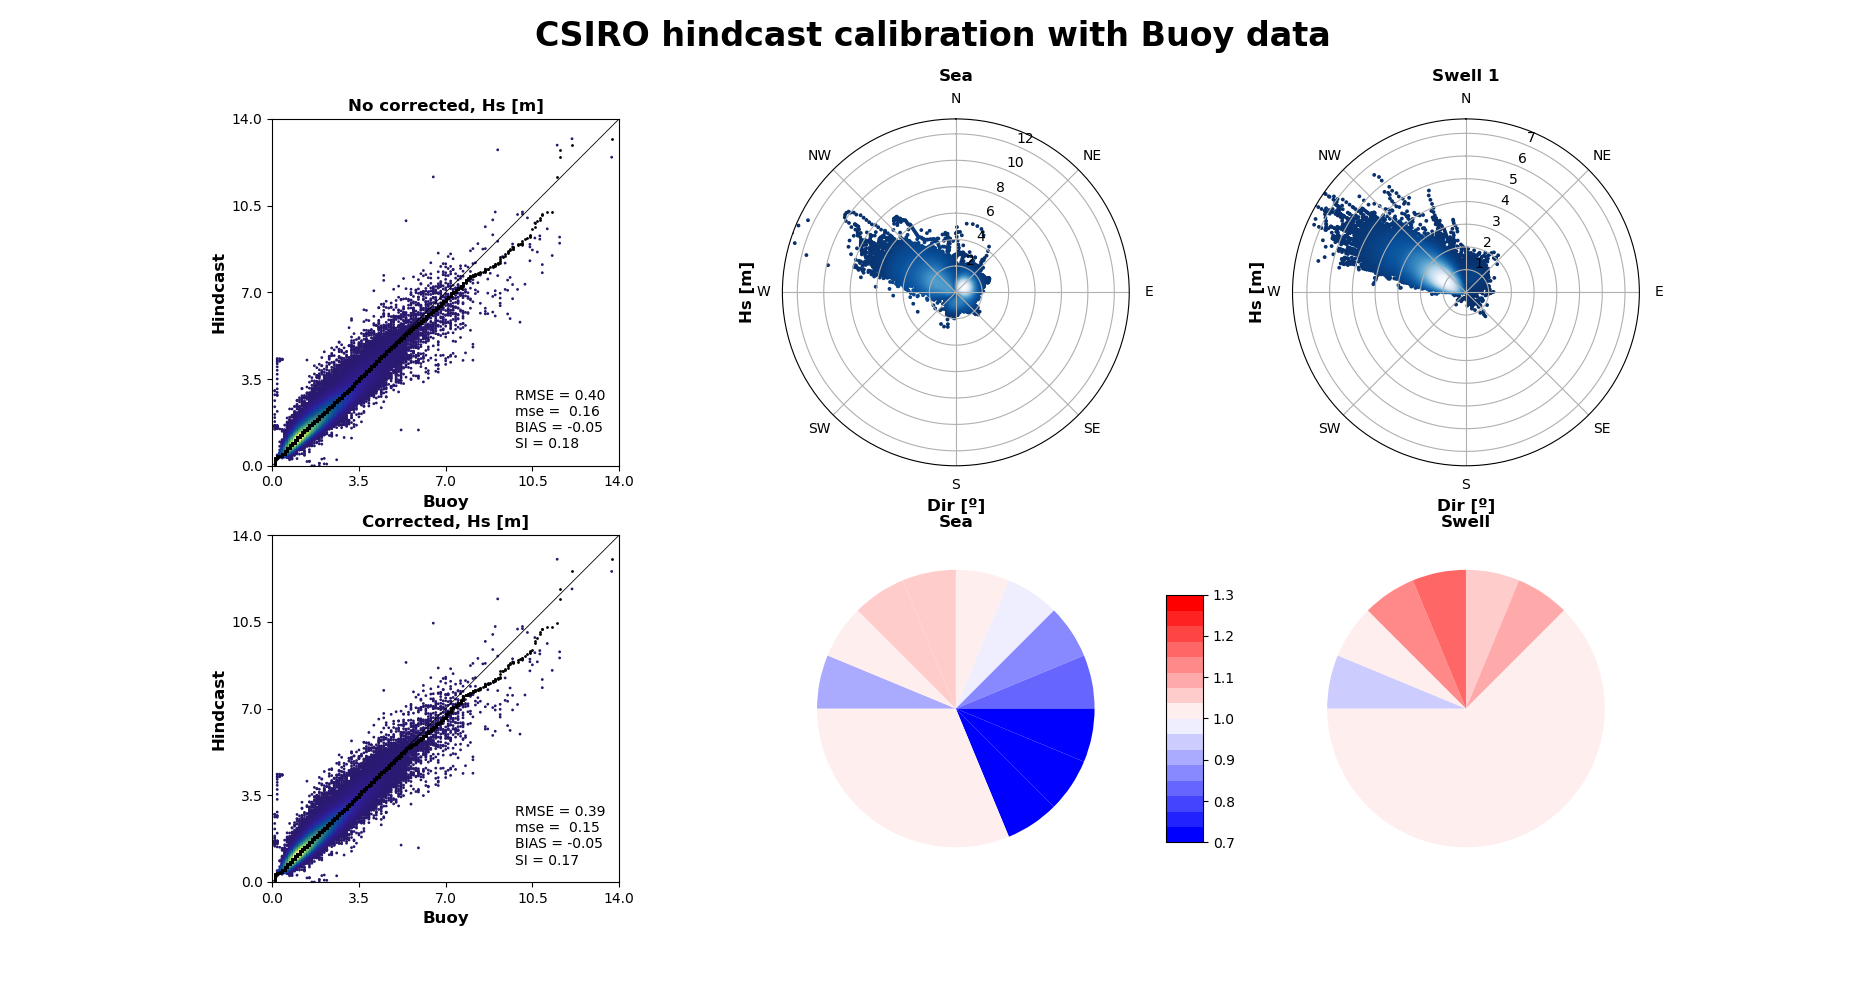 CSIRO hindcast calibration with Buoy data
No corrected, Hs [m]
14.0
10.5
7.0
3.5
0.0
Hindcast
RMSE = 0.40
mse =  0.16
BIAS = -0.05
SI = 0.18
0.0 3.5 7.0 10.5 14.0
Buoy
Sea
N
NW NE
12
10
8
6
4
2
Hs [m]
W E
SW SE
S
Dir [º]
Swell 1
N
NW NE
7
6
5
4
3
2
1
Hs [m]
W E
SW SE
S
Dir [º]
Corrected, Hs [m]
14.0
10.5
7.0
3.5
0.0
Hindcast
RMSE = 0.39
mse =  0.15
BIAS = -0.05
SI = 0.17
0.0 3.5 7.0 10.5 14.0
Buoy
Sea
1.3
1.2
1.1
1.0
0.9
0.8
0.7
Swell